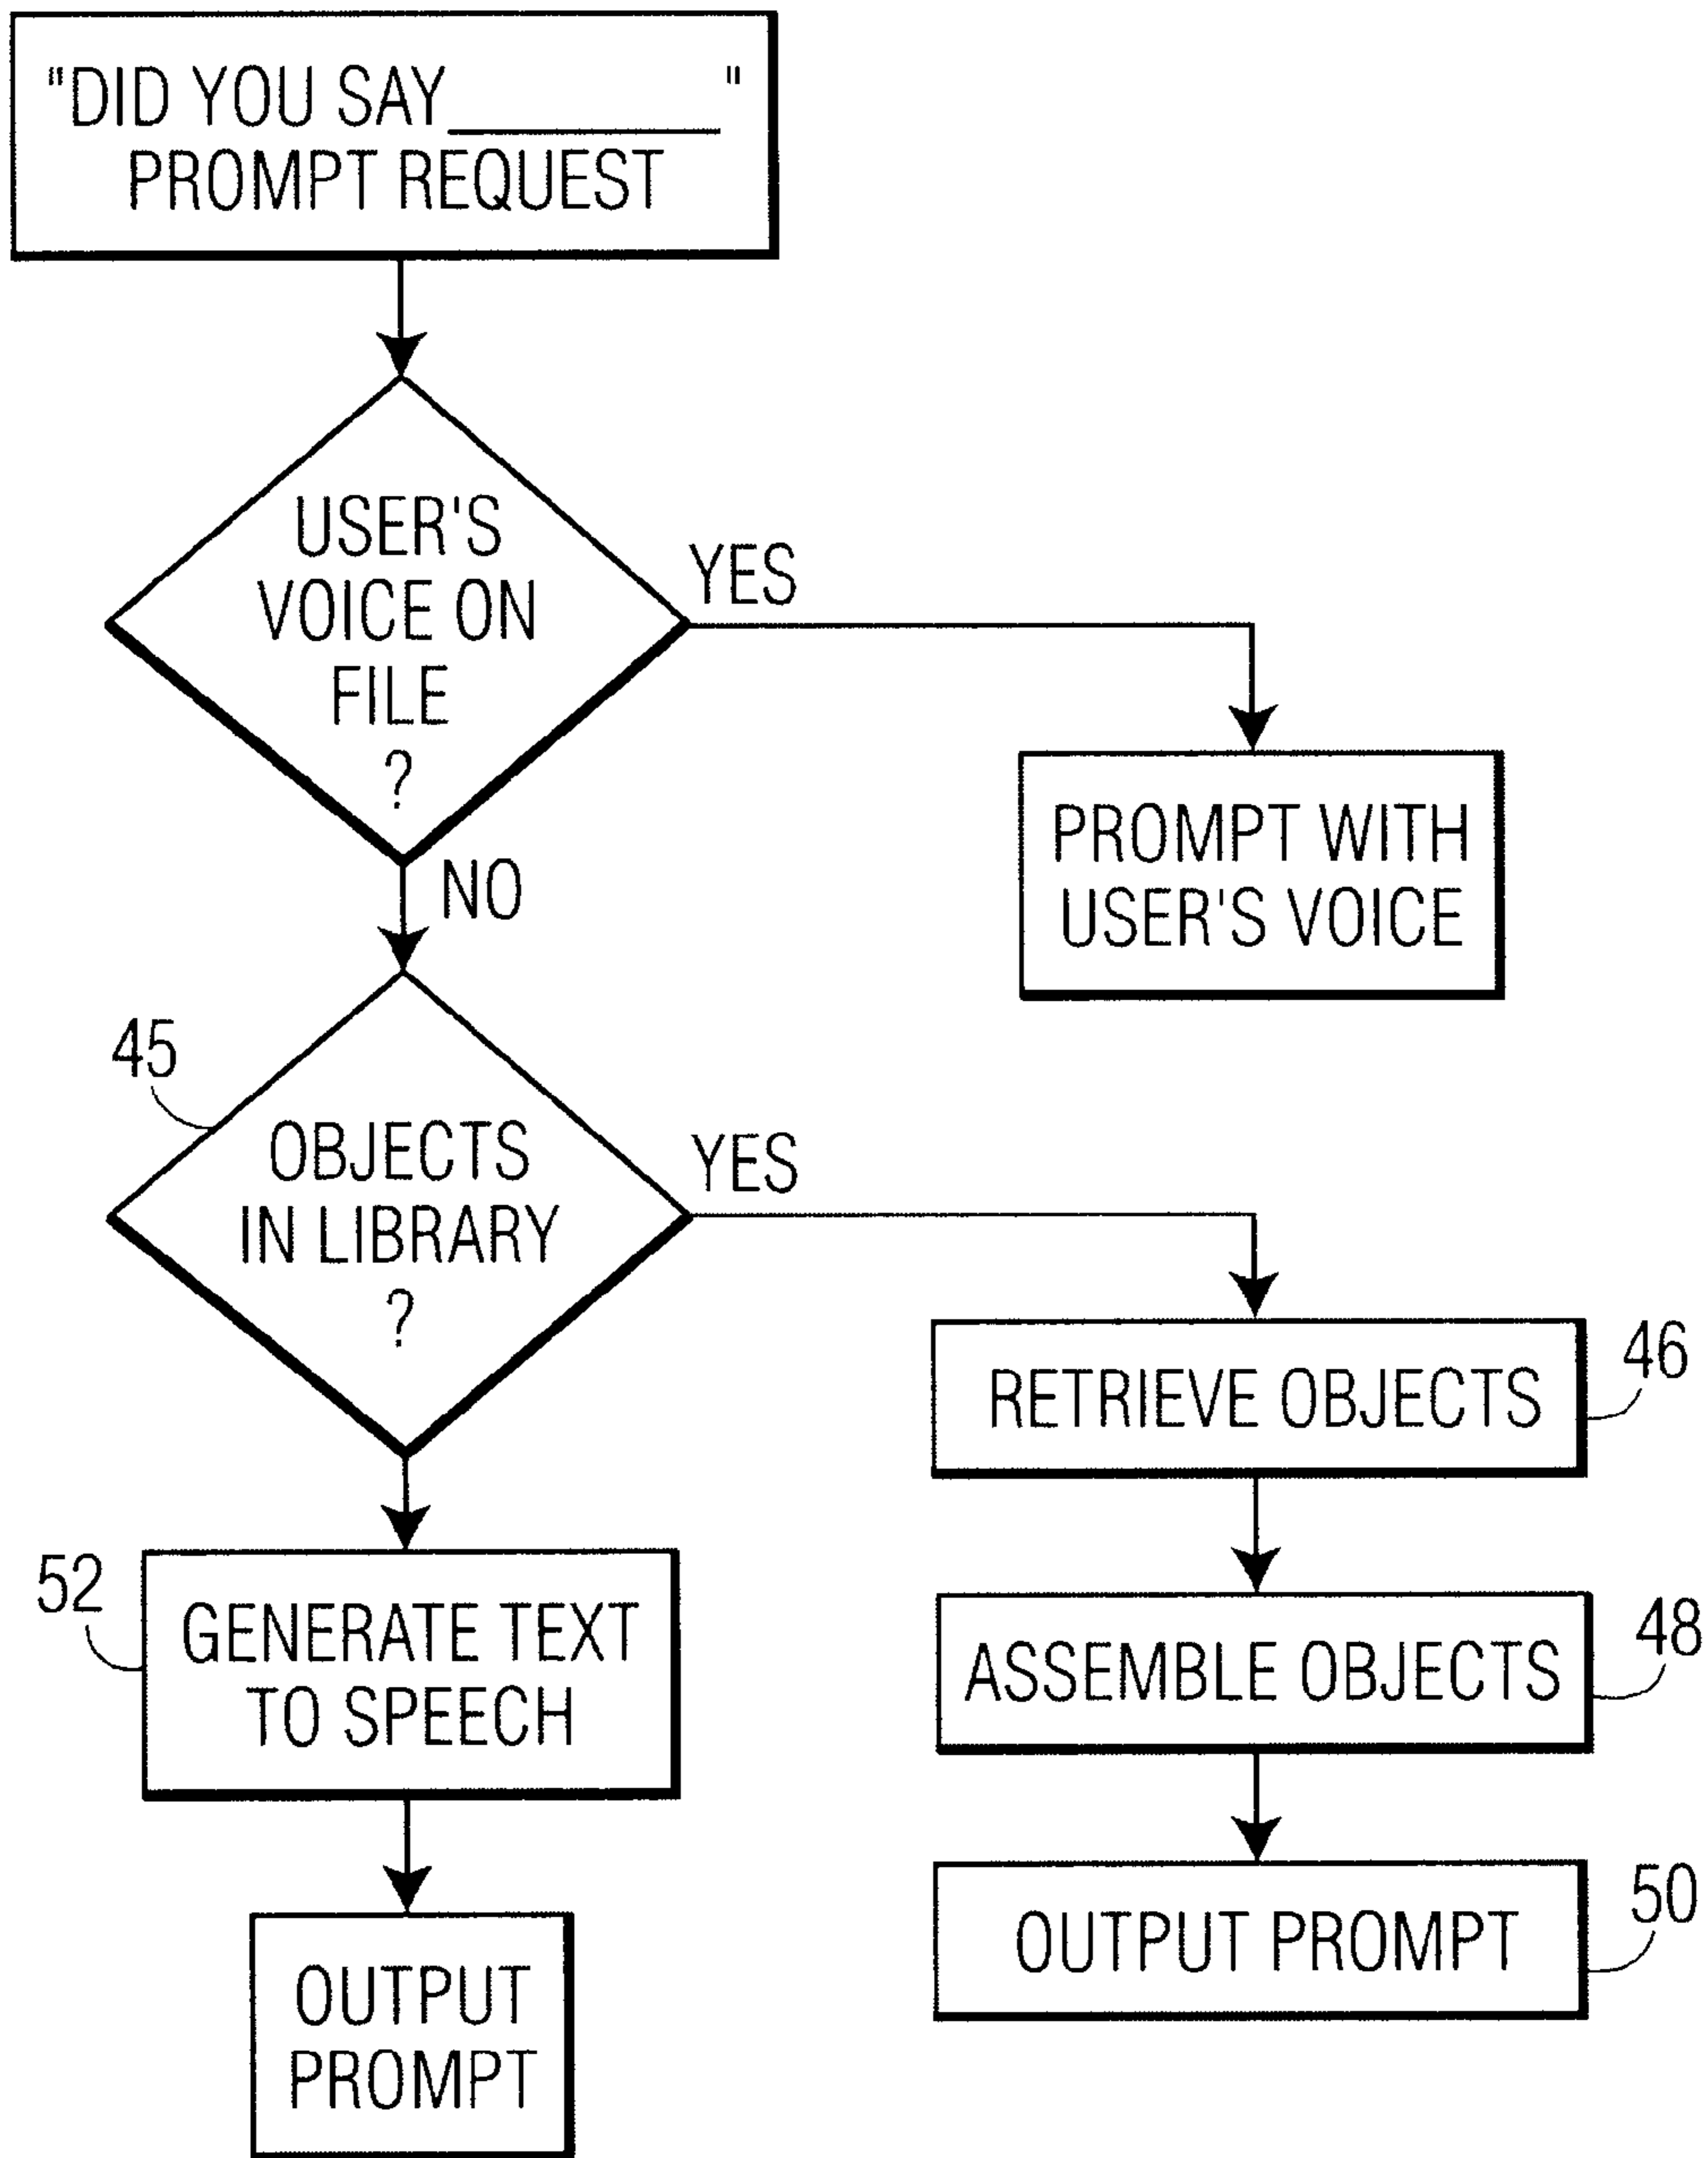 "DID YOU SAY__________"
PROMPT REQUEST
USER'S
VOICE ON
FILE
?
YES
PROMPT WITH
USER'S VOICE
NO
45
OBJECTS
IN LIBRARY
?
YES
RETRIEVE OBJECTS
46
ASSEMBLE OBJECTS
48
OUTPUT PROMPT
50
52
GENERATE TEXT
TO SPEECH
OUTPUT
PROMPT